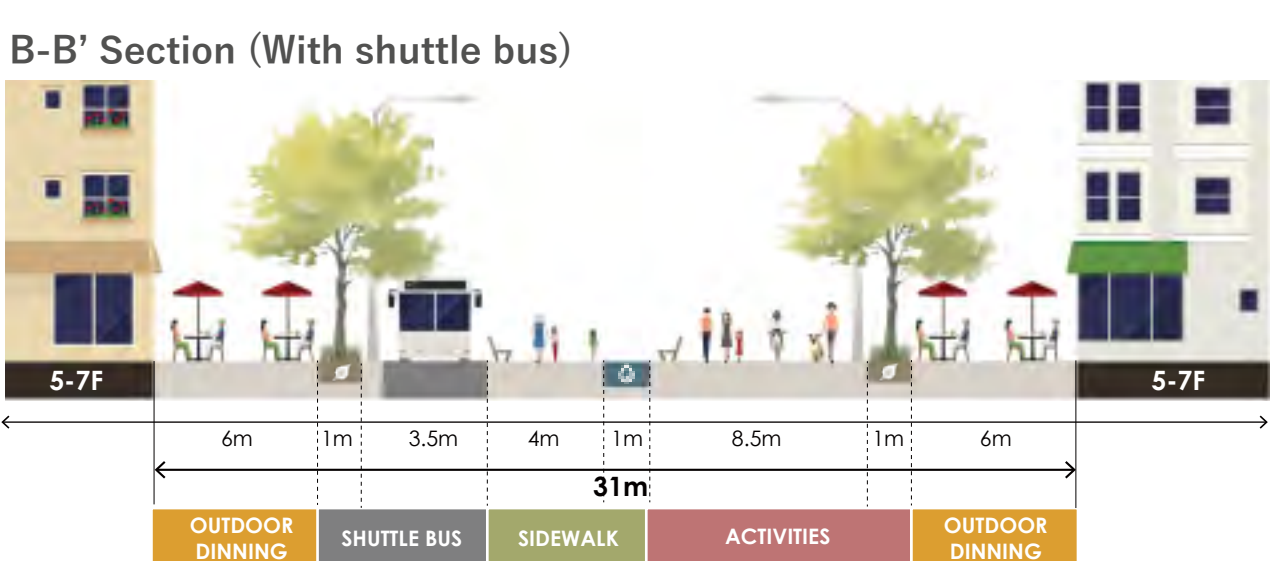 B-B’ Section (With shuttle bus)
5-7F
5-7F
6m
1m
3.5m
4m
1m
8.5m
1m
6m
31m
OUTDOOR
DINNING
SHUTTLE BUS
SIDEWALK
ACTIVITIES
OUTDOOR
DINNING